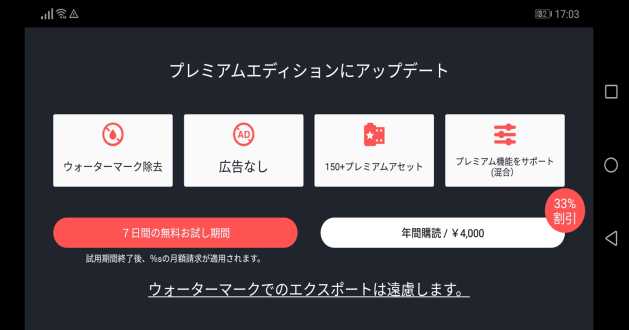 82 17:03
プレミアムエディションにアップデート
AD
ウォーターマーク除去
広告なし
150+プレミアムアセット
プレミアム機能をサポート
(混合)
33%
割引
7日間の無料お試し期間
年間購読 / ￥4,000
試用期間終了後、%sの月額請求が適用されます。
ウォーターマークでのエクスポートは遠慮します。